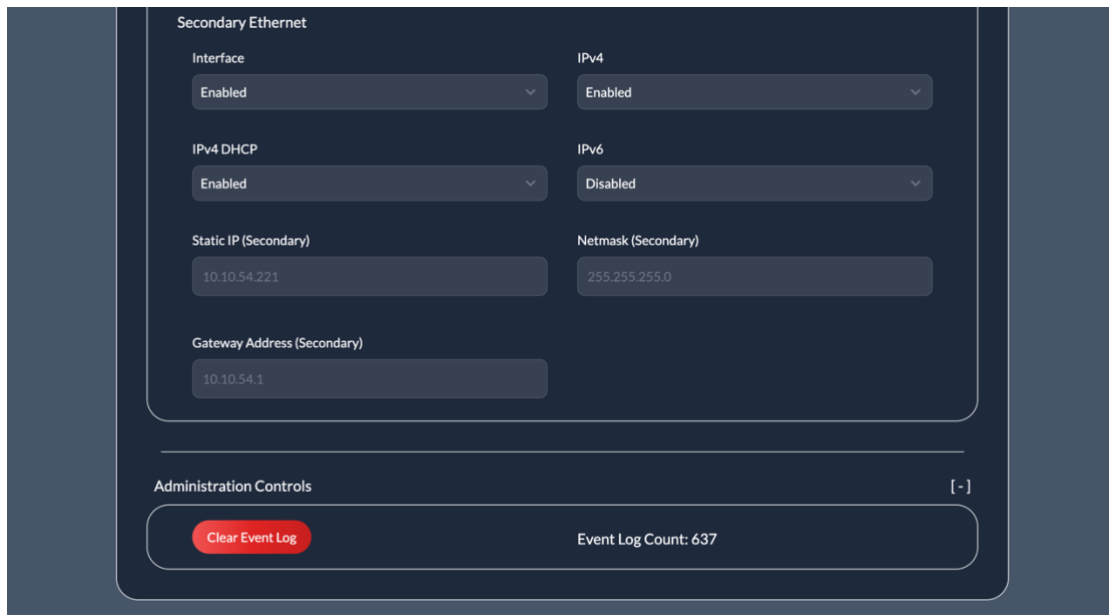 Secondary Ethernet
Interface
IPv4
Enabled
Enabled
IPv4 DHCP
IPv6
Enabled
Disabled
Static IP (Secondary)
Netmask (Secondary)
10.10.54.221
255.255.255.0
Gateway Address (Secondary)
10.10.54.1
Administration Controls
[ - ]
Clear Event Log
Event Log Count: 637